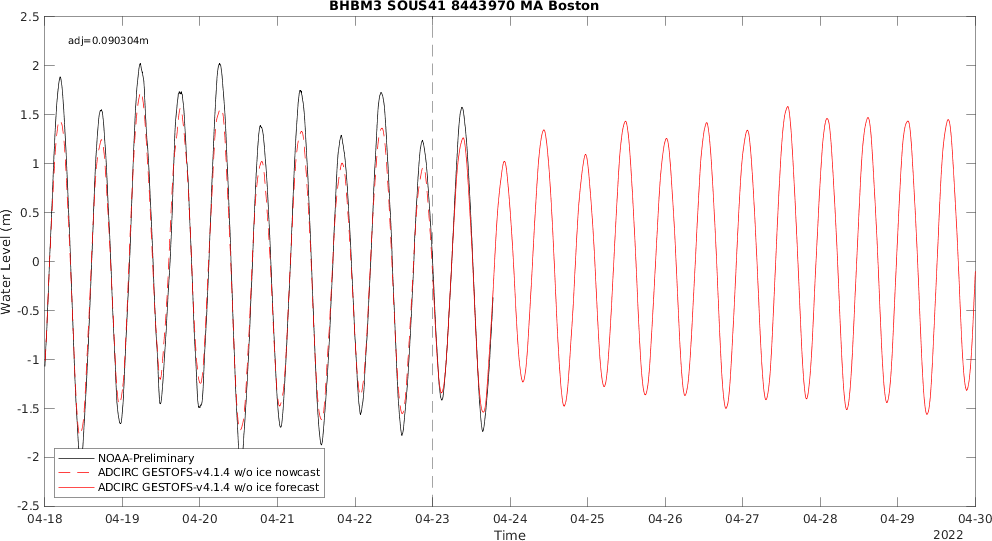 BHBM3 SOUS41 8443970 MA Boston
adj=0.090304m
2.5
2
1.5
1
0.5
0
-0.5
-1
-1.5
-2
-2.5
Water Level (m)
NOAA-Preliminary
ADCIRC GESTOFS-v4.1.4 w/o ice nowcast
ADCIRC GESTOFS-v4.1.4 w/o ice forecast
04-18 04-19 04-20 04-21 04-22 04-23 04-24 04-25 04-26 04-27 04-28 04-29 04-30
Time
2022